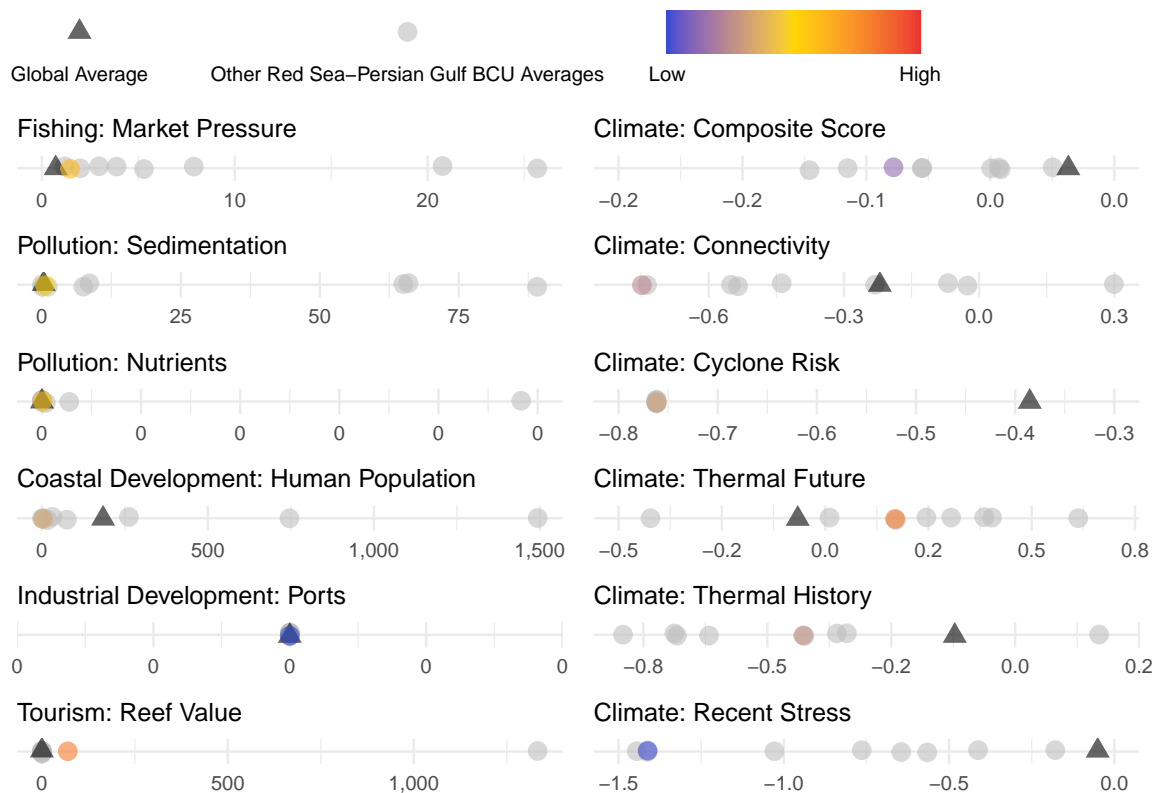 Global Average
Other Red Sea–Persian Gulf BCU Averages
Low
High
Fishing: Market Pressure
0 10 20
Climate: Composite Score
−0.2 −0.2 −0.1 0.0 0.0
Pollution: Sedimentation
0 25 50 75
Climate: Connectivity
−0.6 −0.3 0.0 0.3
Pollution: Nutrients
0 0 0 0 0 0
Climate: Cyclone Risk
−0.8 −0.7 −0.6 −0.5 −0.4 −0.3
Coastal Development: Human Population
0 500 1,000 1,500
Climate: Thermal Future
−0.5 −0.2 0.0 0.2 0.5 0.8
Industrial Development: Ports
0 0 0 0 0
Climate: Thermal History
−0.8 −0.5 −0.2 0.0 0.2
Tourism: Reef Value
0 500 1,000
Climate: Recent Stress
−1.5 −1.0 −0.5 0.0